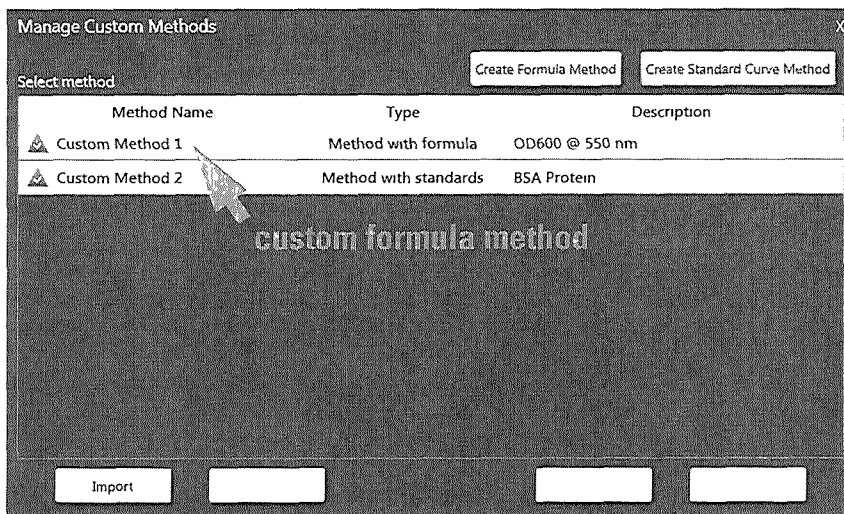 Manage Custom Methods X
Create Formula Method Create Standard Curve Method
Select method
Method Name Type Description
Custom Method 1 Method with formula OD600 @ 550 nm
Custom Method 2 Method with standards BSA Protein
custom formula method
Import